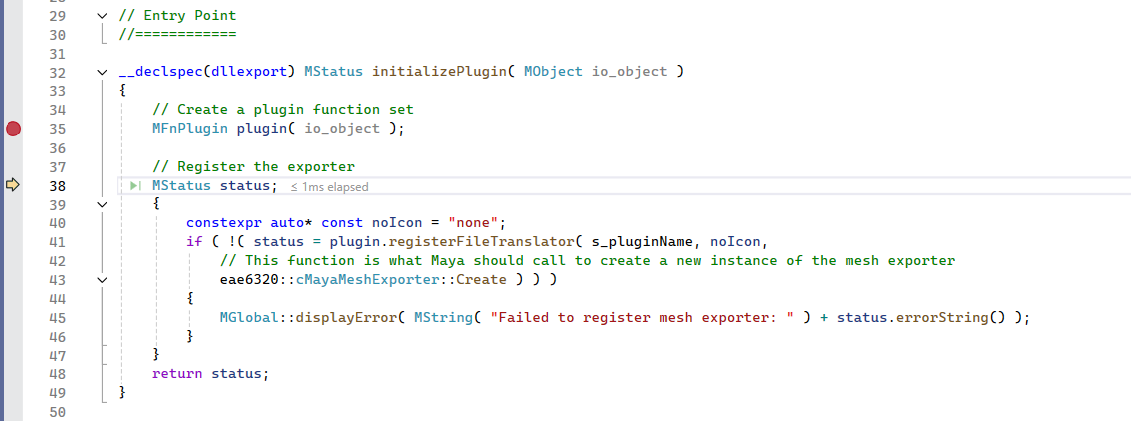 29 // Entry Point
30 //============
31
32 __declspec(dllexport) MStatus initializePlugin( MObject io_object )
33 {
34 // Create a plugin function set
35 MFnPlugin plugin( io_object );
36
37 // Register the exporter
38 MStatus status; ≤ 1ms elapsed
39 {
40 constexpr auto* const noIcon = "none";
41 if ( !( status = plugin.registerFileTranslator( s_pluginName, noIcon,
42 // This function is what Maya should call to create a new instance of the mesh exporter
43 eae6320::cMayaMeshExporter::Create ) ) )
44 {
45 MGlobal::displayError( MString( "Failed to register mesh exporter: " ) + status.errorString() );
46 }
47 }
48 return status;
49 }
50